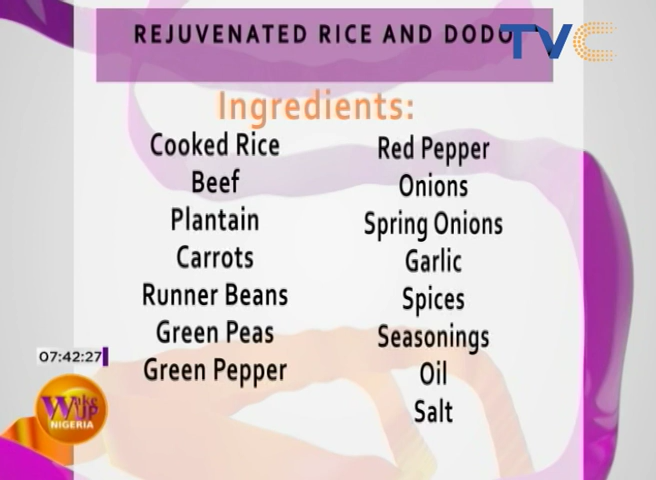 REJUVENATED RICE AND DODO
TVC
Ingredients:
Cooked Rice
Beef
Plantain
Carrots
Runner Beans
Green Peas
Green Pepper
Red Pepper
Onions
Spring Onions
Garlic
Spices
Seasonings
Oil
Salt
07:42:27
Wake
UP
NIGERIA